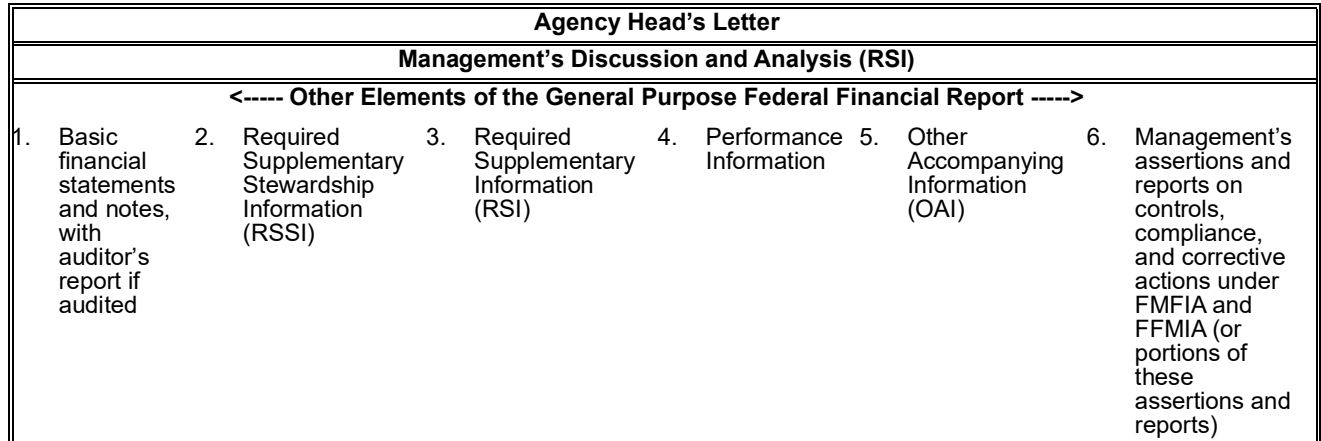 Agency Head’s Letter
Management’s Discussion and Analysis (RSI)
<----- Other Elements of the General Purpose Federal Financial Report ----->
1. Basic
financial
statements
and notes,
with
auditor’s
report if
audited
2. Required
Supplementary
Stewardship
Information
(RSSI)
3. Required
Supplementary
Information
(RSI)
4. Performance
Information
5. Other
Accompanying
Information
(OAI)
6. Management’s
assertions and
reports on
controls,
compliance,
and corrective
actions under
FMFIA and
FFMIA (or
portions of
these
assertions and
reports)